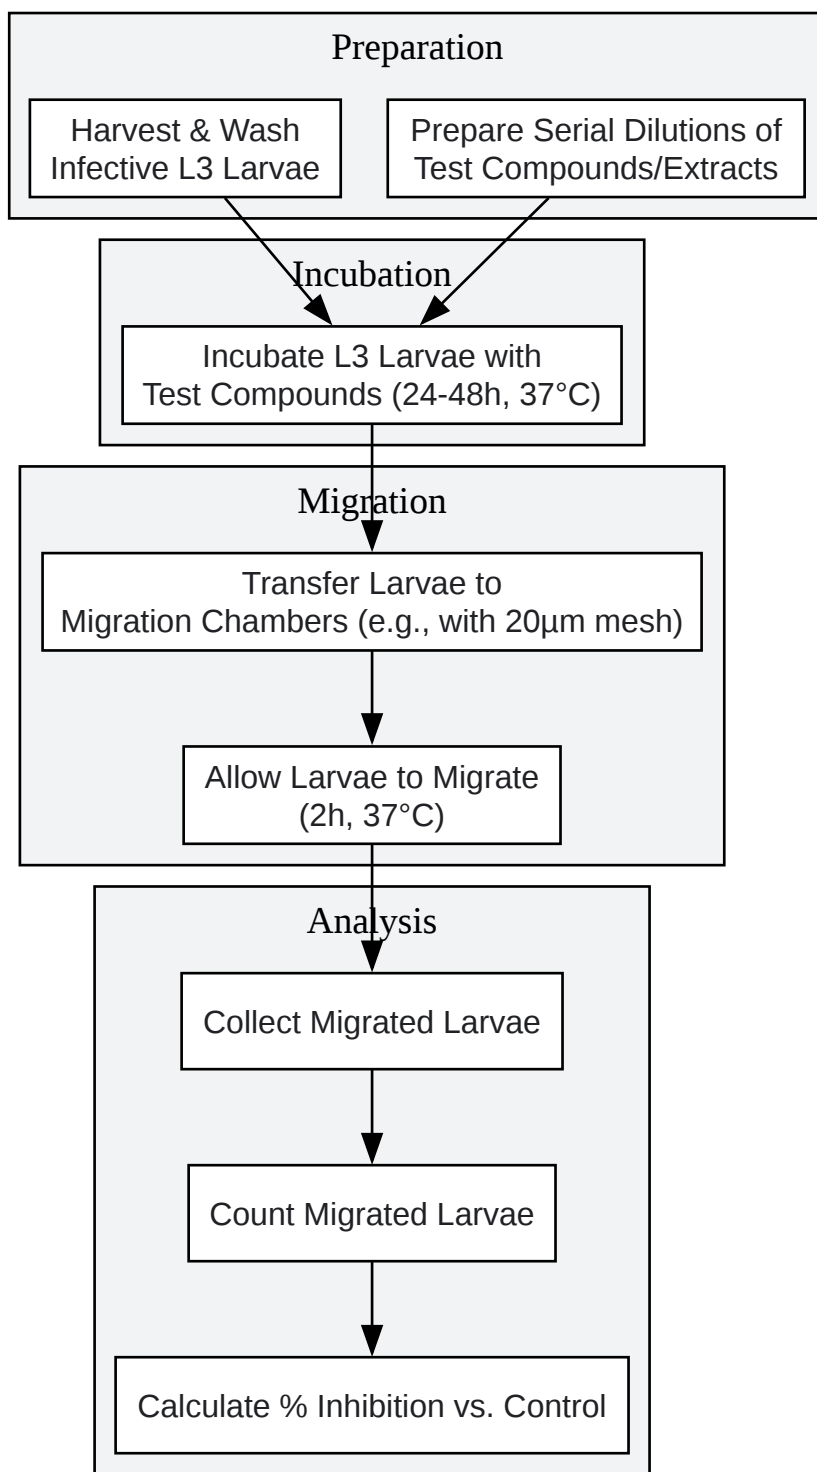 Preparation
Harvest & Wash
Infective L3 Larvae
Prepare Serial Dilutions of
Test Compounds/Extracts
Incubation
Incubate L3 Larvae with
Test Compounds (24-48h, 37°C)
Migration
Transfer Larvae to
Migration Chambers (e.g., with 20µm mesh)
Allow Larvae to Migrate
(2h, 37°C)
Analysis
Collect Migrated Larvae
Count Migrated Larvae
Calculate % Inhibition vs. Control